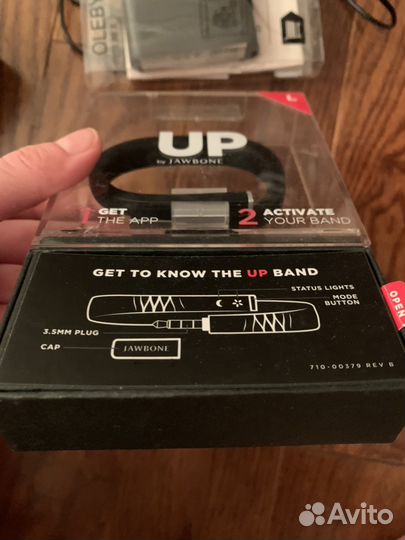 OLEBY
L
UP
by JAWBONE
1 GET
THE APP
2 ACTIVATE
YOUR BAND
GET TO KNOW THE UP BAND
STATUS LIGHTS
MODE
BUTTON
3.5MM PLUG
CAP
JAWBONE
710-00379 REV B
OPEN
Avito